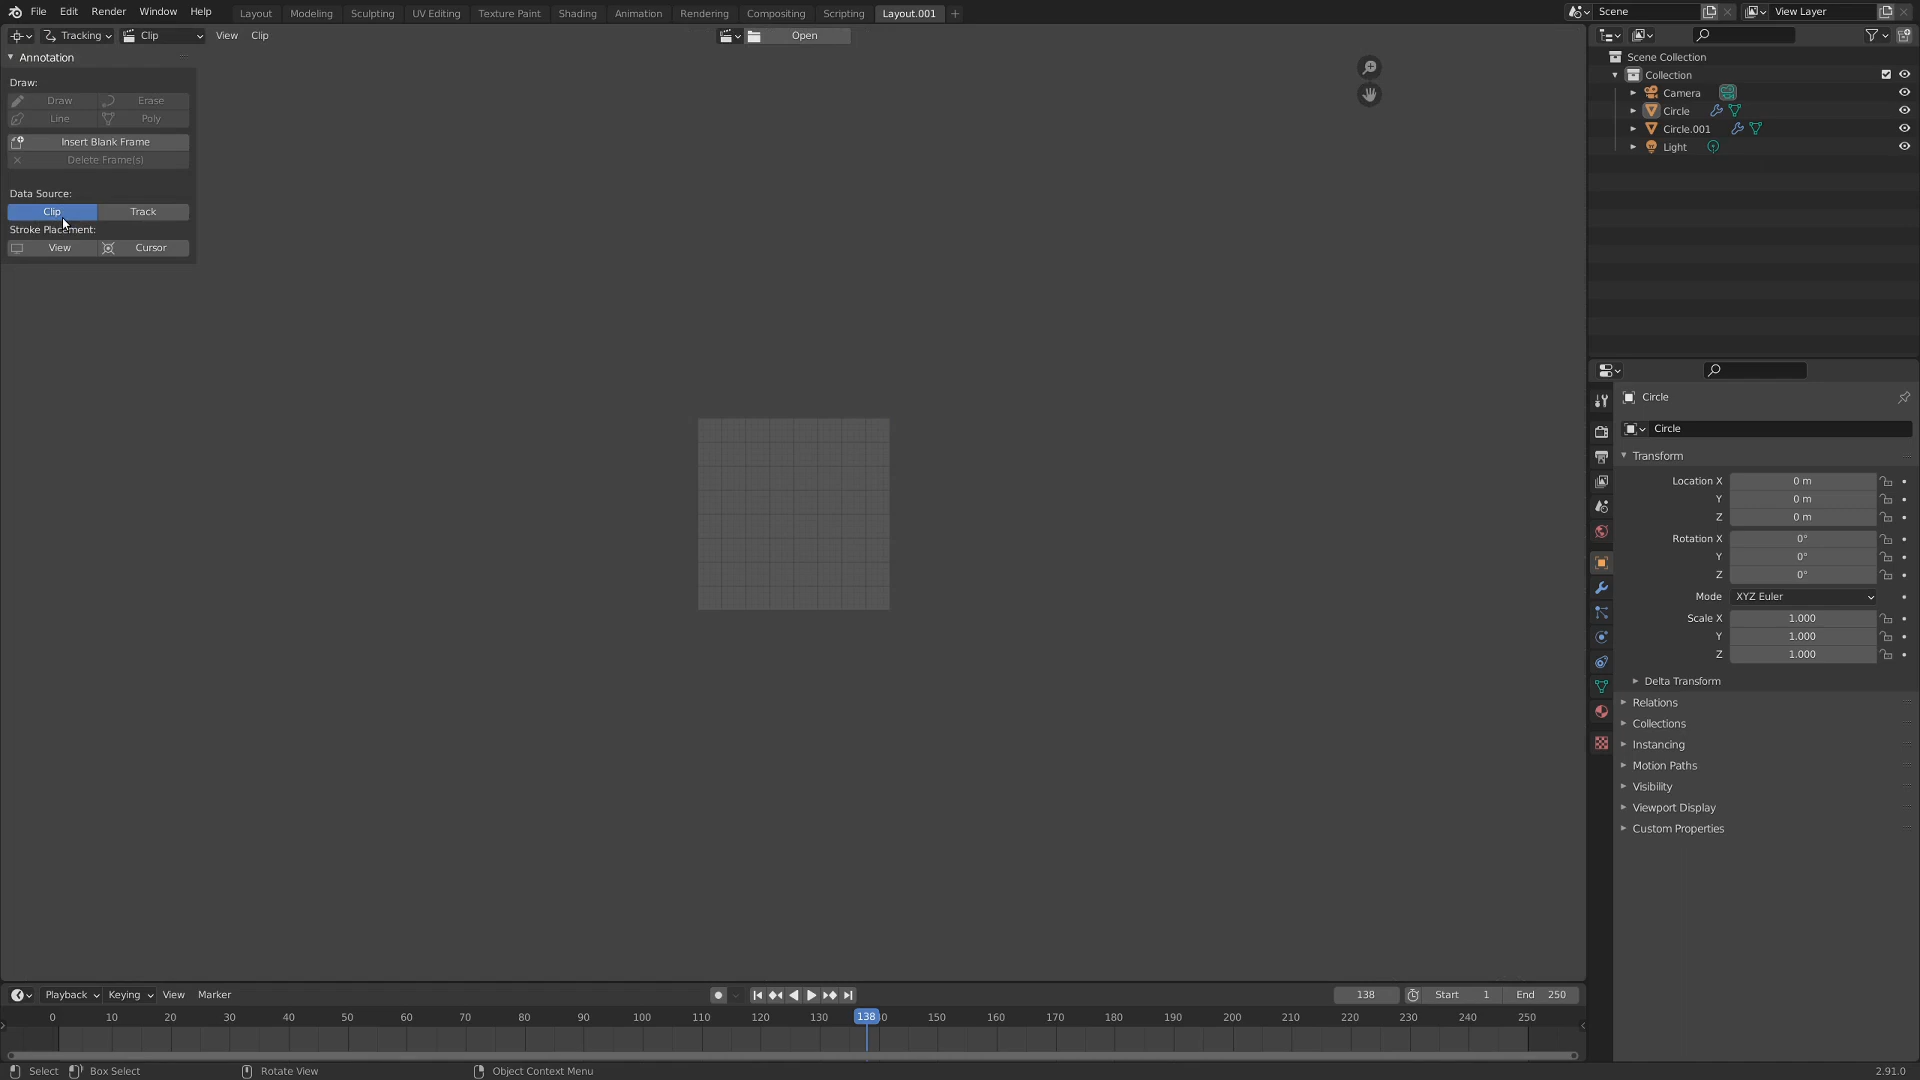 File Edit Render Window Help Layout Modeling Sculpting UV Editing Texture Paint Shading Animation Rendering Compositing Scripting Layout.001 Scene View Layer
Tracking Clip View Clip Open
Annotation
Draw:
Draw Erase
Line Poly
Insert Blank Frame
Delete Frame(s)
Data Source:
Clip Track
Stroke Placement:
View Cursor
Scene Collection
Collection
Camera
Circle
Circle.001
Light
Circle
Circle
Transform
Location X 0 m
Y 0 m
Z 0 m
Rotation X 0°
Y 0°
Z 0°
Mode XYZ Euler
Scale X 1.000
Y 1.000
Z 1.000
Delta Transform
Relations
Collections
Instancing
Motion Paths
Visibility
Viewport Display
Custom Properties
Playback Keying View Marker 138 Start 1 End 250
0 10 20 30 40 50 60 70 80 90 100 110 120 130 138 150 160 170 180 190 200 210 220 230 240 250
Select Box Select Rotate View Object Context Menu 2.91.0